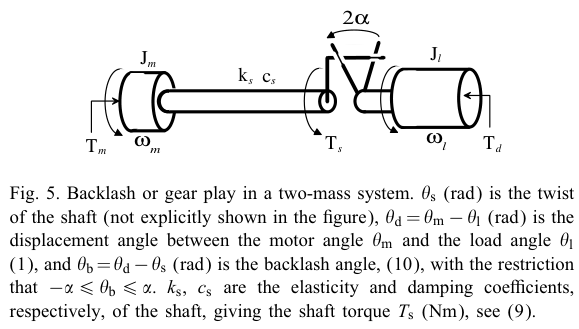 2α
J_m
J_l
k_s c_s
T_m
ω_m
T_s
ω_l
T_d
Fig. 5. Backlash or gear play in a two-mass system. θ_s (rad) is the twist
of the shaft (not explicitly shown in the figure), θ_d = θ_m − θ_l (rad) is the
displacement angle between the motor angle θ_m and the load angle θ_l
(1), and θ_b = θ_d − θ_s (rad) is the backlash angle, (10), with the restriction
that −α ⩽ θ_b ⩽ α. k_s, c_s are the elasticity and damping coefficients,
respectively, of the shaft, giving the shaft torque T_s (Nm), see (9).